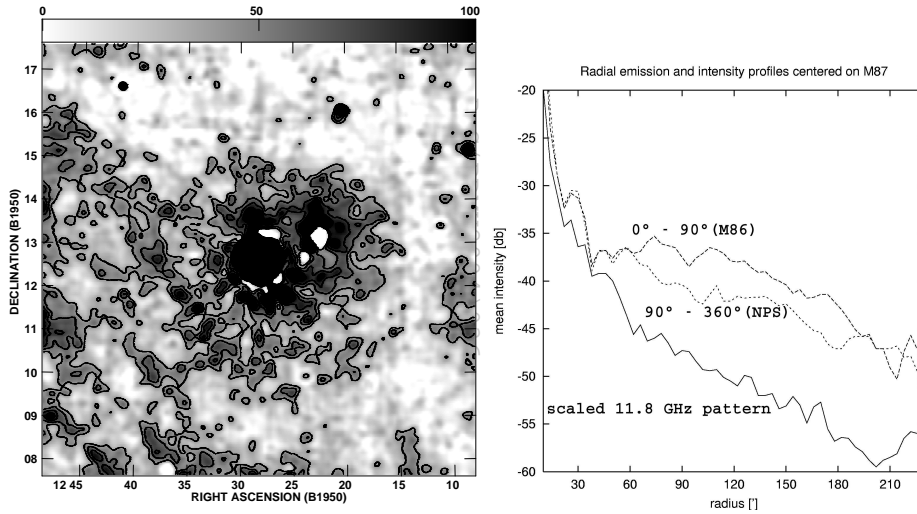 0 50 100
17
16
15
14
13
12
11
10
09
08
DECLINATION (B1950)
12 45 40 35 30 25 20 15 10
RIGHT ASCENSION (B1950)
Radial emission and intensity profiles centered on M87
-20
-25
-30
-35
-40
-45
-50
-55
-60
mean intensity [db]
0° - 90°(M86)
90° - 360°(NPS)
scaled 11.8 GHz pattern
30 60 90 120 150 180 210
radius [']